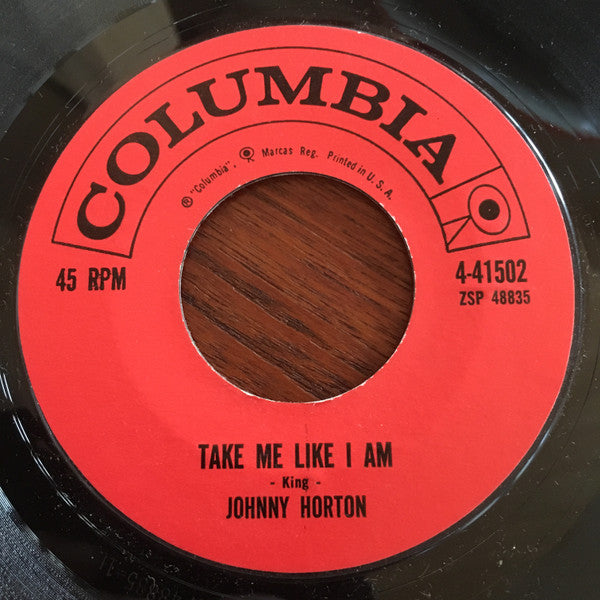 COLUMBIA
® "Columbia", Marcas Reg. Printed in U.S.A.
45 RPM
4-41502
ZSP 48835
TAKE ME LIKE I AM
- King -
JOHNNY HORTON